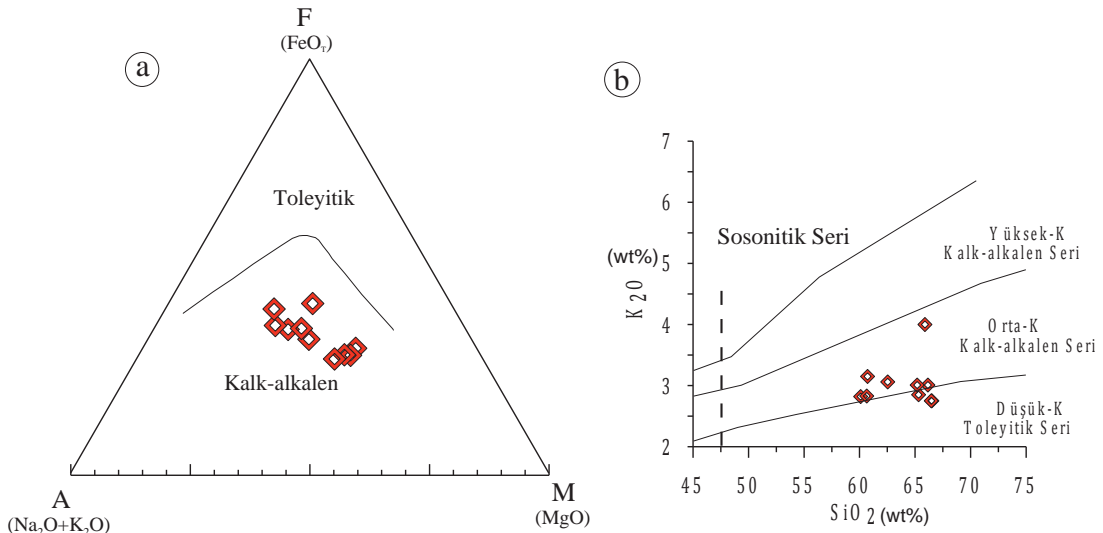 F
(FeO_T)
a
Toleyitik
Kalk-alkalen
A
(Na₂O+K₂O)
M
(MgO)
b
7
6
5
4
3
2
K₂O
(wt%)
Sosonitik Seri
Yüksek-K
Kalk-alkalen Seri
Orta-K
Kalk-alkalen Seri
Düşük-K
Toleyitik Seri
45 50 55 60 65 70 75
SiO₂ (wt%)